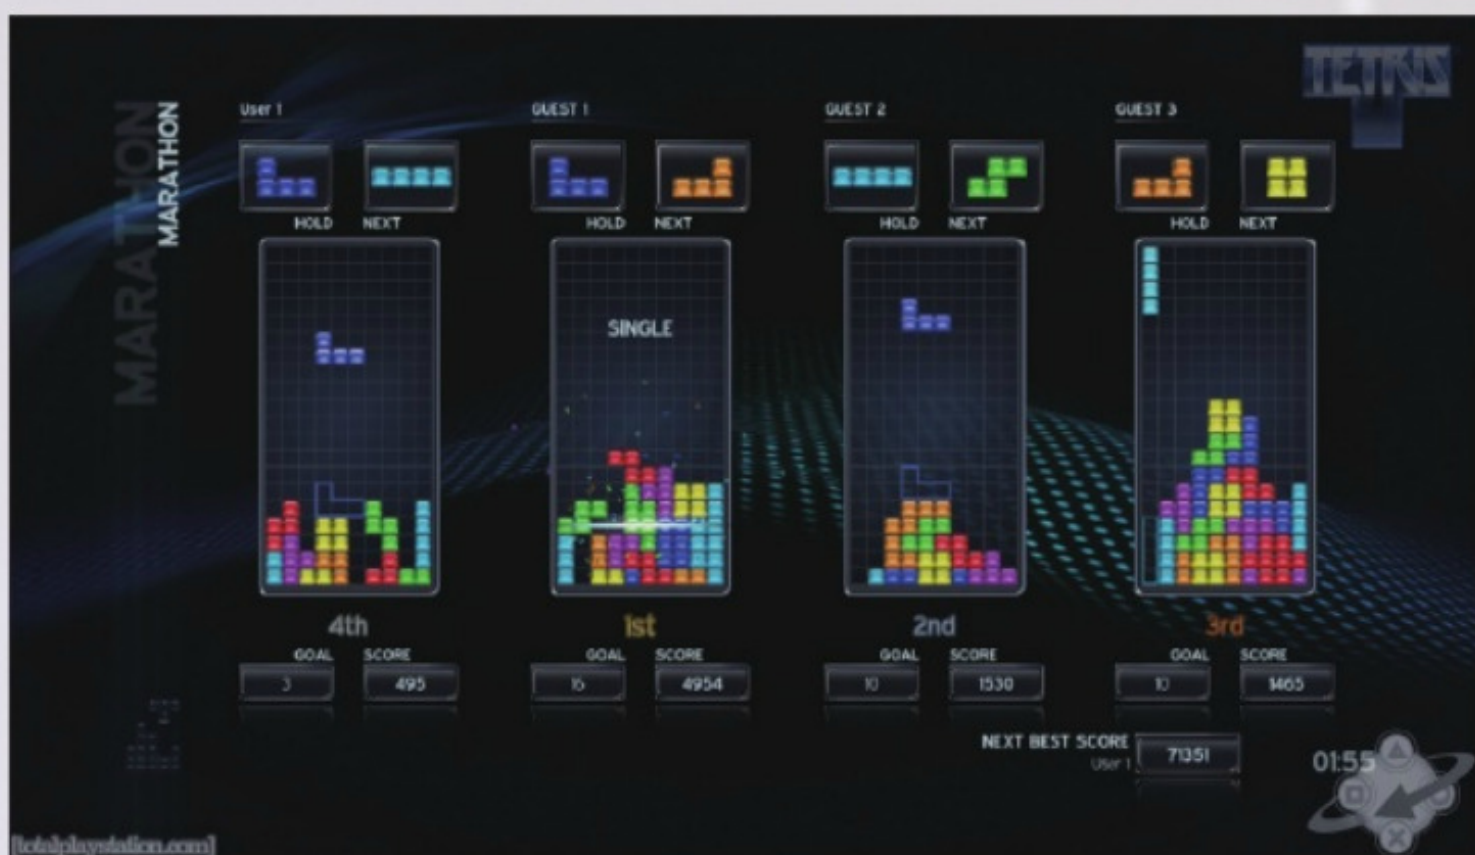 TETRIS
MARATHON
MARATHON
User 1
GUEST 1
GUEST 2
GUEST 3
HOLD NEXT
HOLD NEXT
HOLD NEXT
HOLD NEXT
SINGLE
4th
1st
2nd
3rd
GOAL SCORE
GOAL SCORE
GOAL SCORE
GOAL SCORE
3 495
16 4954
10 1530
10 1465
NEXT BEST SCORE
User 1
71351
01:55
[totalplaystation.com]